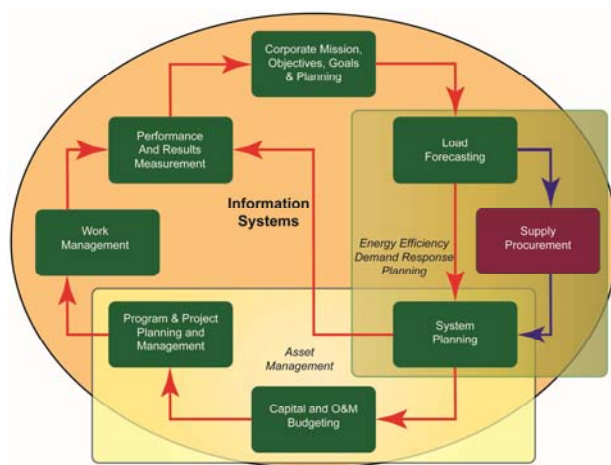 Corporate Mission,
Objectives, Goals
& Planning
Performance
And Results
Measurement
Load
Forecasting
Information
Systems
Work
Management
Supply
Procurement
Energy Efficiency
Demand Response
Planning
Program & Project
Planning and
Management
System
Planning
Asset
Management
Capital and O&M
Budgeting